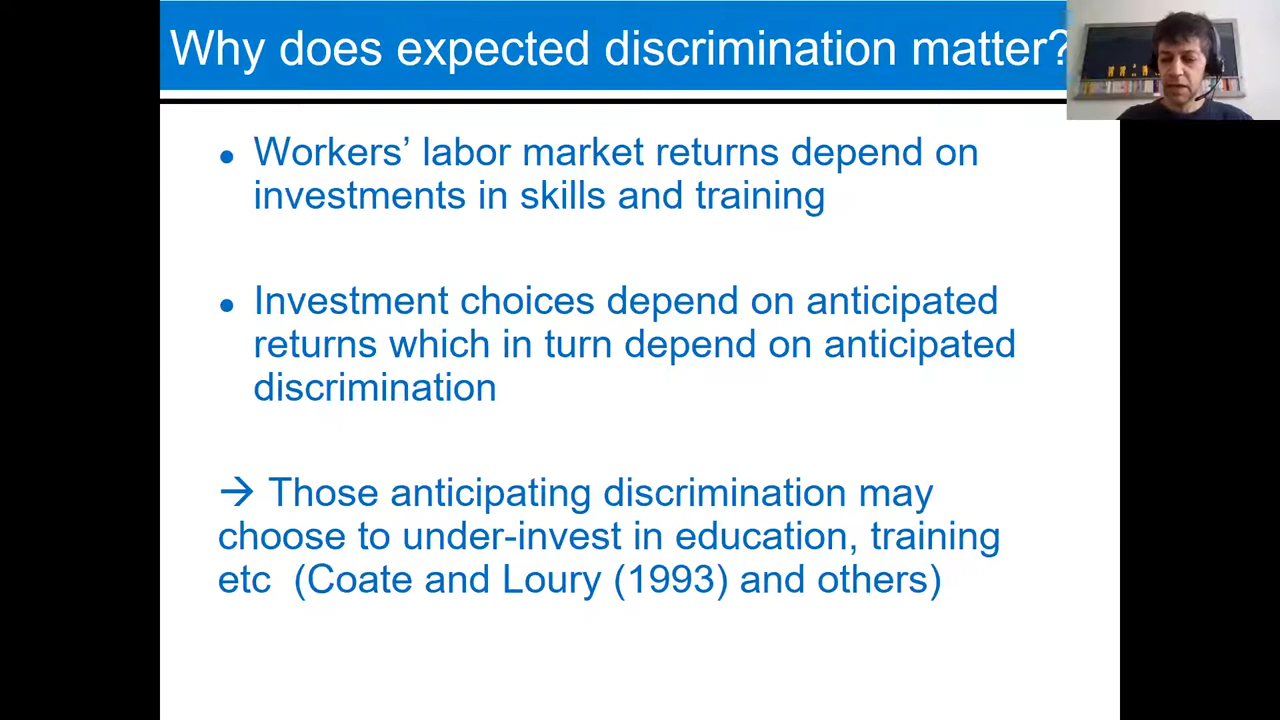 Why does expected discrimination matter?
● Workers’ labor market returns depend on
investments in skills and training
● Investment choices depend on anticipated
returns which in turn depend on anticipated
discrimination
→ Those anticipating discrimination may
choose to under-invest in education, training
etc  (Coate and Loury (1993) and others)